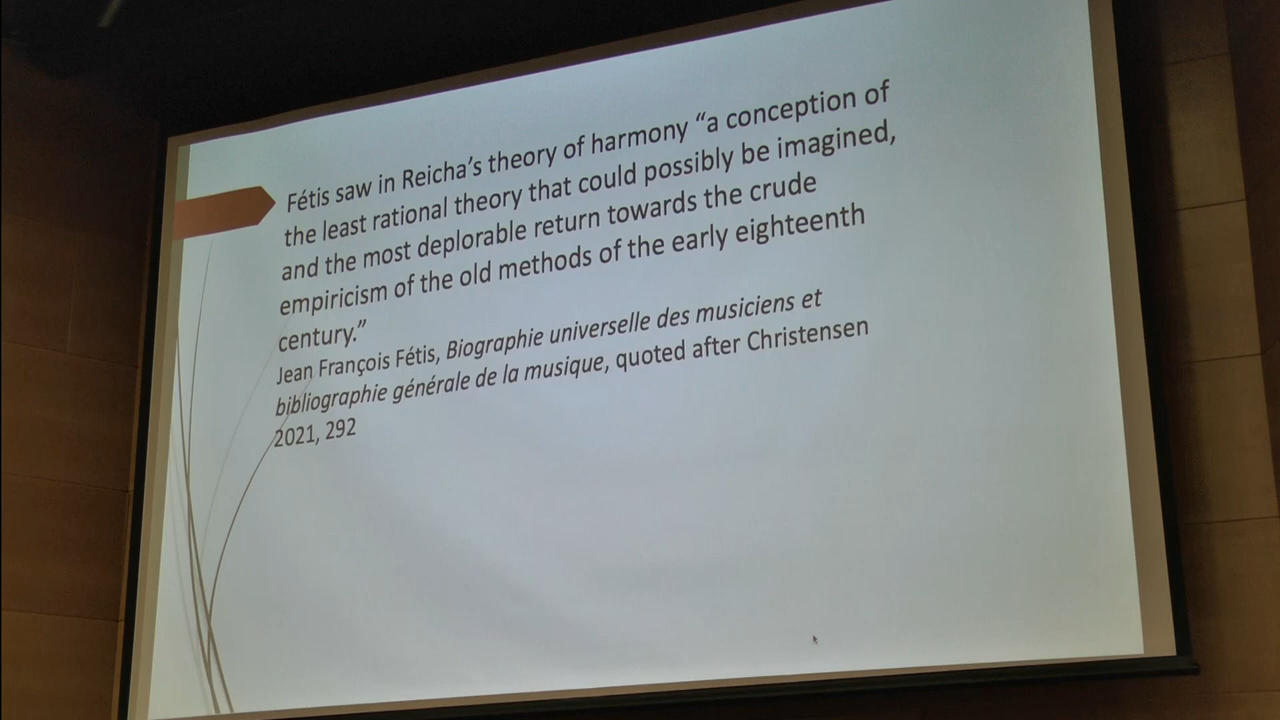 Fétis saw in Reicha’s theory of harmony “a conception of
the least rational theory that could possibly be imagined,
and the most deplorable return towards the crude
empiricism of the old methods of the early eighteenth
century.”
Jean François Fétis, Biographie universelle des musiciens et
bibliographie générale de la musique, quoted after Christensen
2021, 292